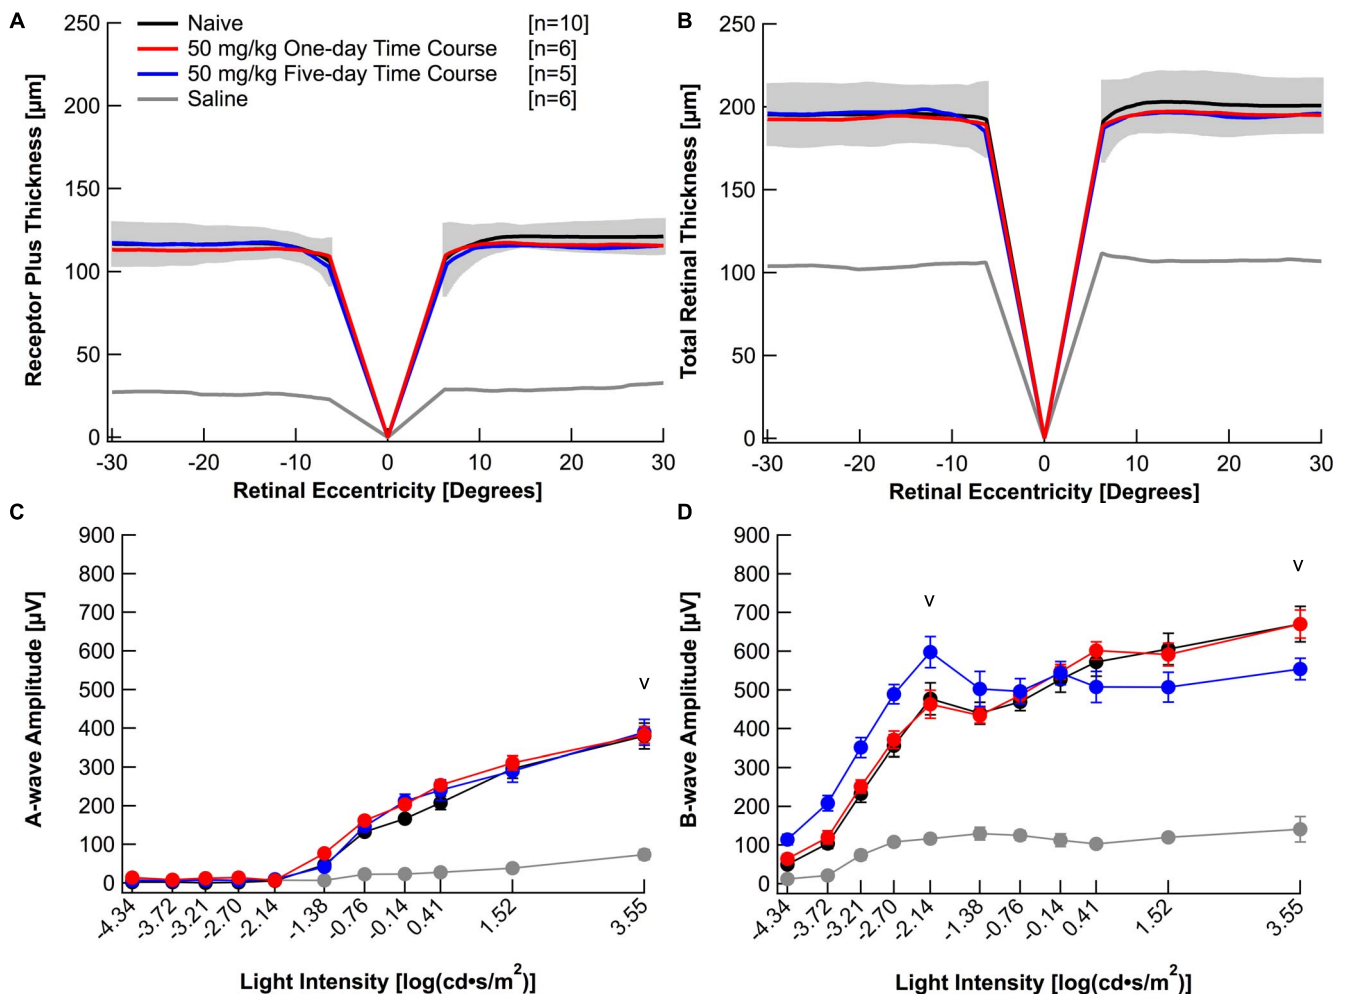 A
250
200
150
100
50
0
Receptor Plus Thickness [µm]
Naive [n=10]
50 mg/kg One-day Time Course [n=6]
50 mg/kg Five-day Time Course [n=5]
Saline [n=6]
-30 -20 -10 0 10 20 30
Retinal Eccentricity [Degrees]
B
250
200
150
100
50
0
Total Retinal Thickness [µm]
-30 -20 -10 0 10 20 30
Retinal Eccentricity [Degrees]
C
900
800
700
600
500
400
300
200
100
0
A-wave Amplitude [µV]
v
-4.34 -3.72 -3.21 -2.70 -2.14 -1.38 -0.76 -0.14 0.41 1.52 3.55
Light Intensity [log(cd•s/m²)]
D
900
800
700
600
500
400
300
200
100
0
B-wave Amplitude [µV]
v
v
-4.34 -3.72 -3.21 -2.70 -2.14 -1.38 -0.76 -0.14 0.41 1.52 3.55
Light Intensity [log(cd•s/m²)]